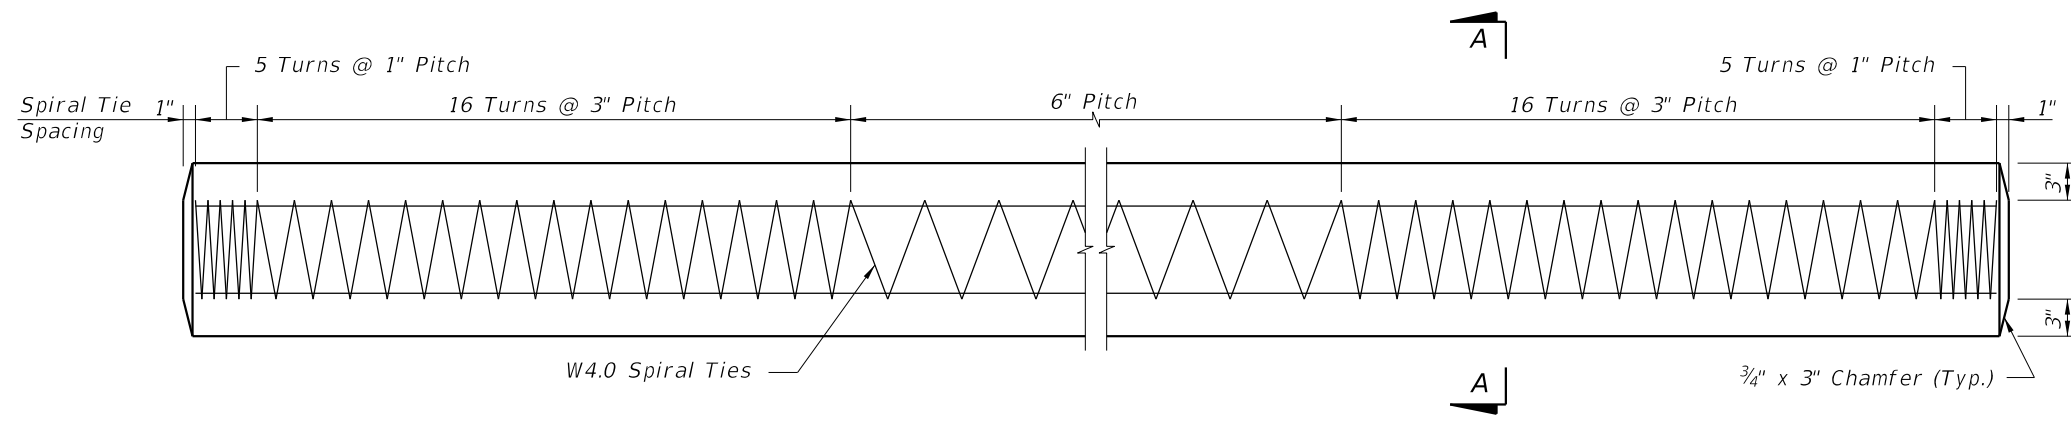 A
5 Turns @ 1" Pitch
5 Turns @ 1" Pitch
Spiral Tie
Spacing
1"
16 Turns @ 3" Pitch
6" Pitch
16 Turns @ 3" Pitch
1"
3"
3"
W4.0 Spiral Ties
A
¾" x 3" Chamfer (Typ.)